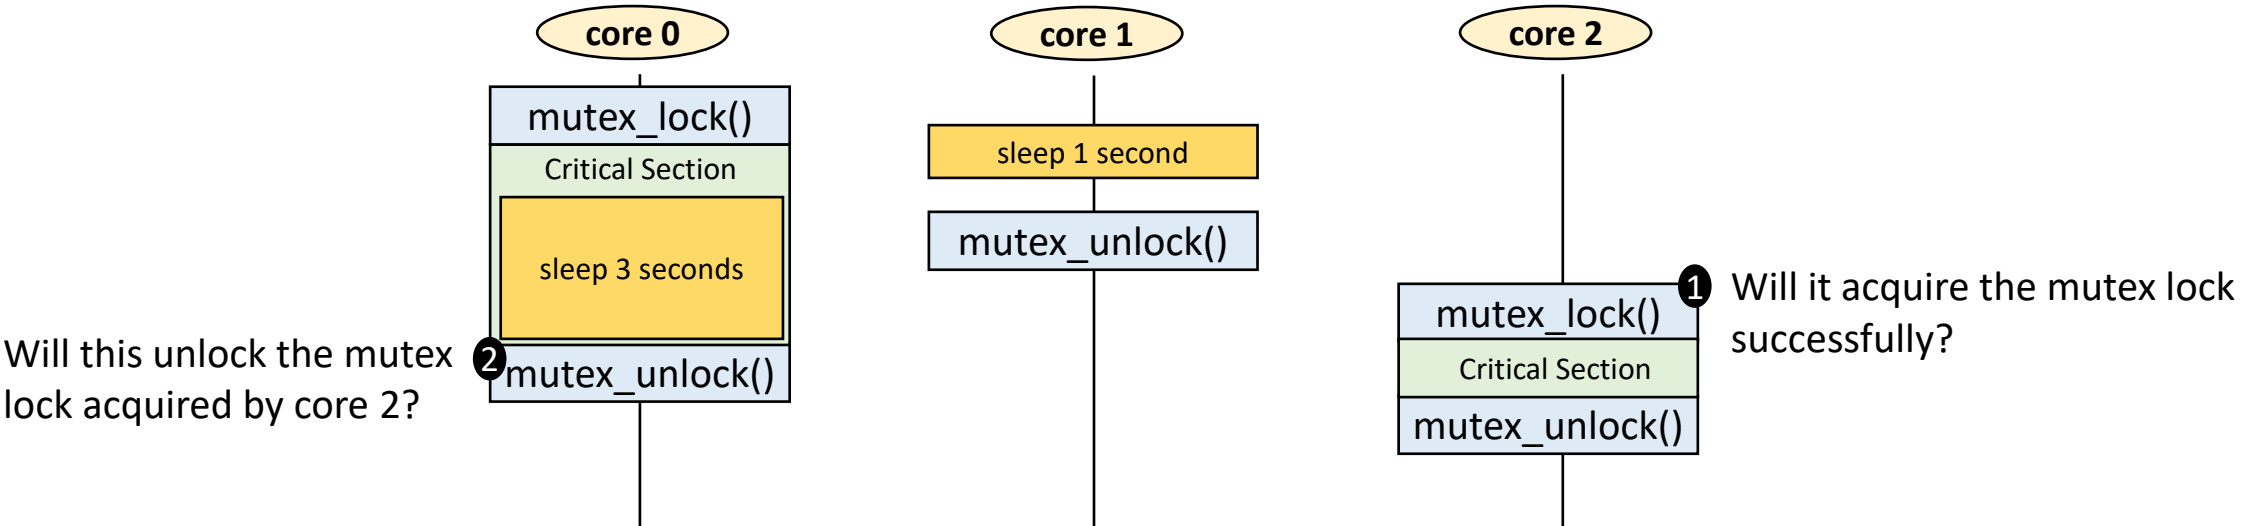 core 0
core 1
core 2
mutex_lock()
Critical Section
sleep 3 seconds
mutex_unlock()
2
Will this unlock the mutex
lock acquired by core 2?
sleep 1 second
mutex_unlock()
1
Will it acquire the mutex lock
successfully?
mutex_lock()
Critical Section
mutex_unlock()